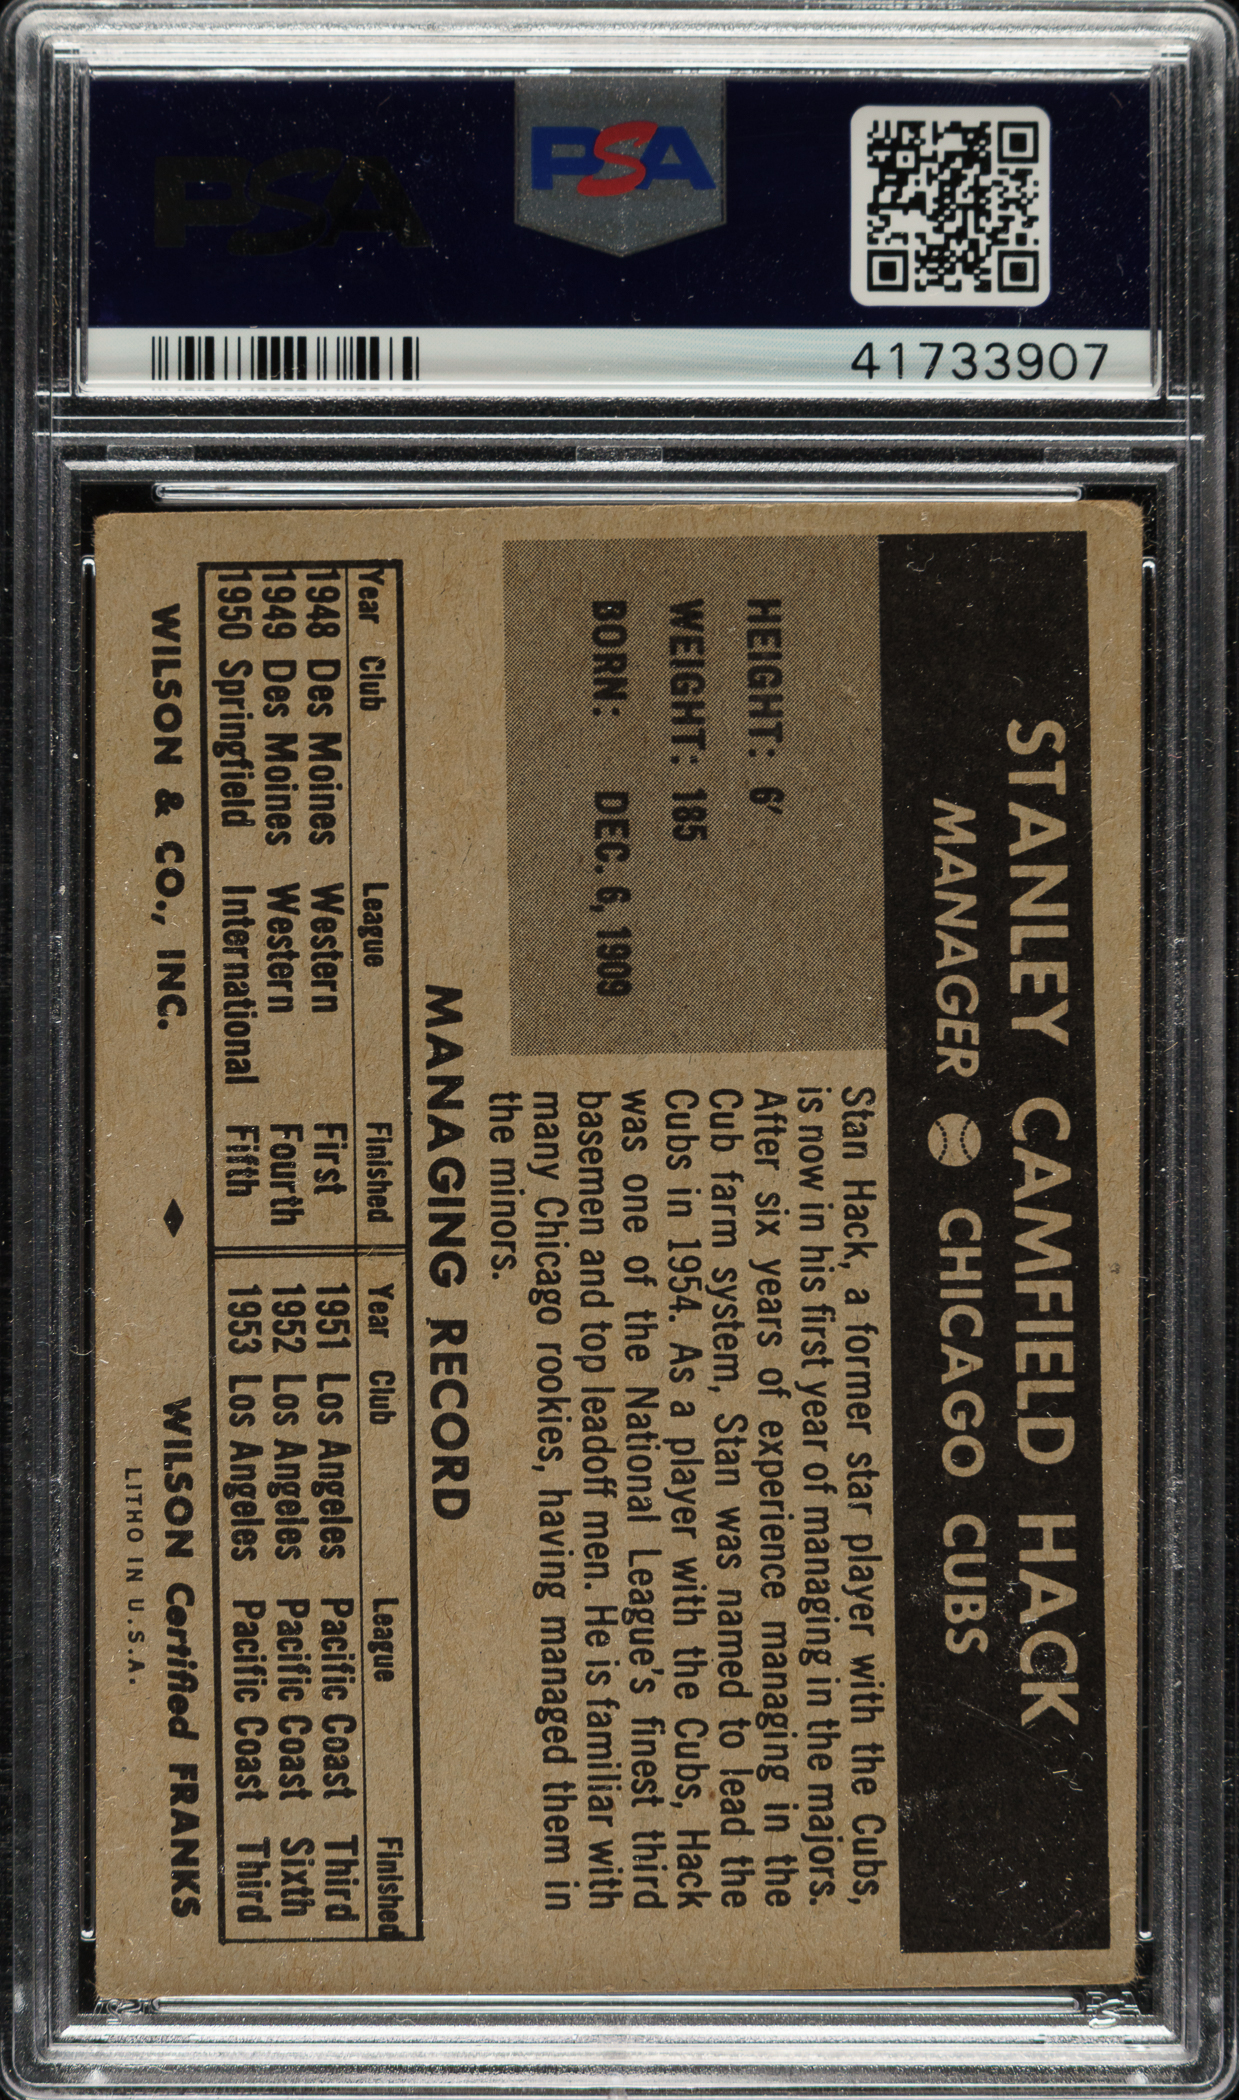 PSA
PSA
41733907
STANLEY CAMFIELD HACK
MANAGER CHICAGO CUBS
HEIGHT: 6'
WEIGHT: 185
BORN: DEC. 6, 1909
Stan Hack, a former star player with the Cubs,
is now in his first year of managing in the majors.
After six years of experience managing in the
Cub farm system, Stan was named to lead the
Cubs in 1954. As a player with the Cubs, Hack
was one of the National League's finest third
basemen and top leadoff men. He is familiar with
many Chicago rookies, having managed them in
the minors.
MANAGING RECORD
Year Club League Finished Year Club League Finished
1948 Des Moines Western First 1951 Los Angeles Pacific Coast Third
1949 Des Moines Western Fourth 1952 Los Angeles Pacific Coast Sixth
1950 Springfield International Fifth 1953 Los Angeles Pacific Coast Third
WILSON & CO., INC. ♦ WILSON Certified FRANKS
LITHO IN U.S.A.